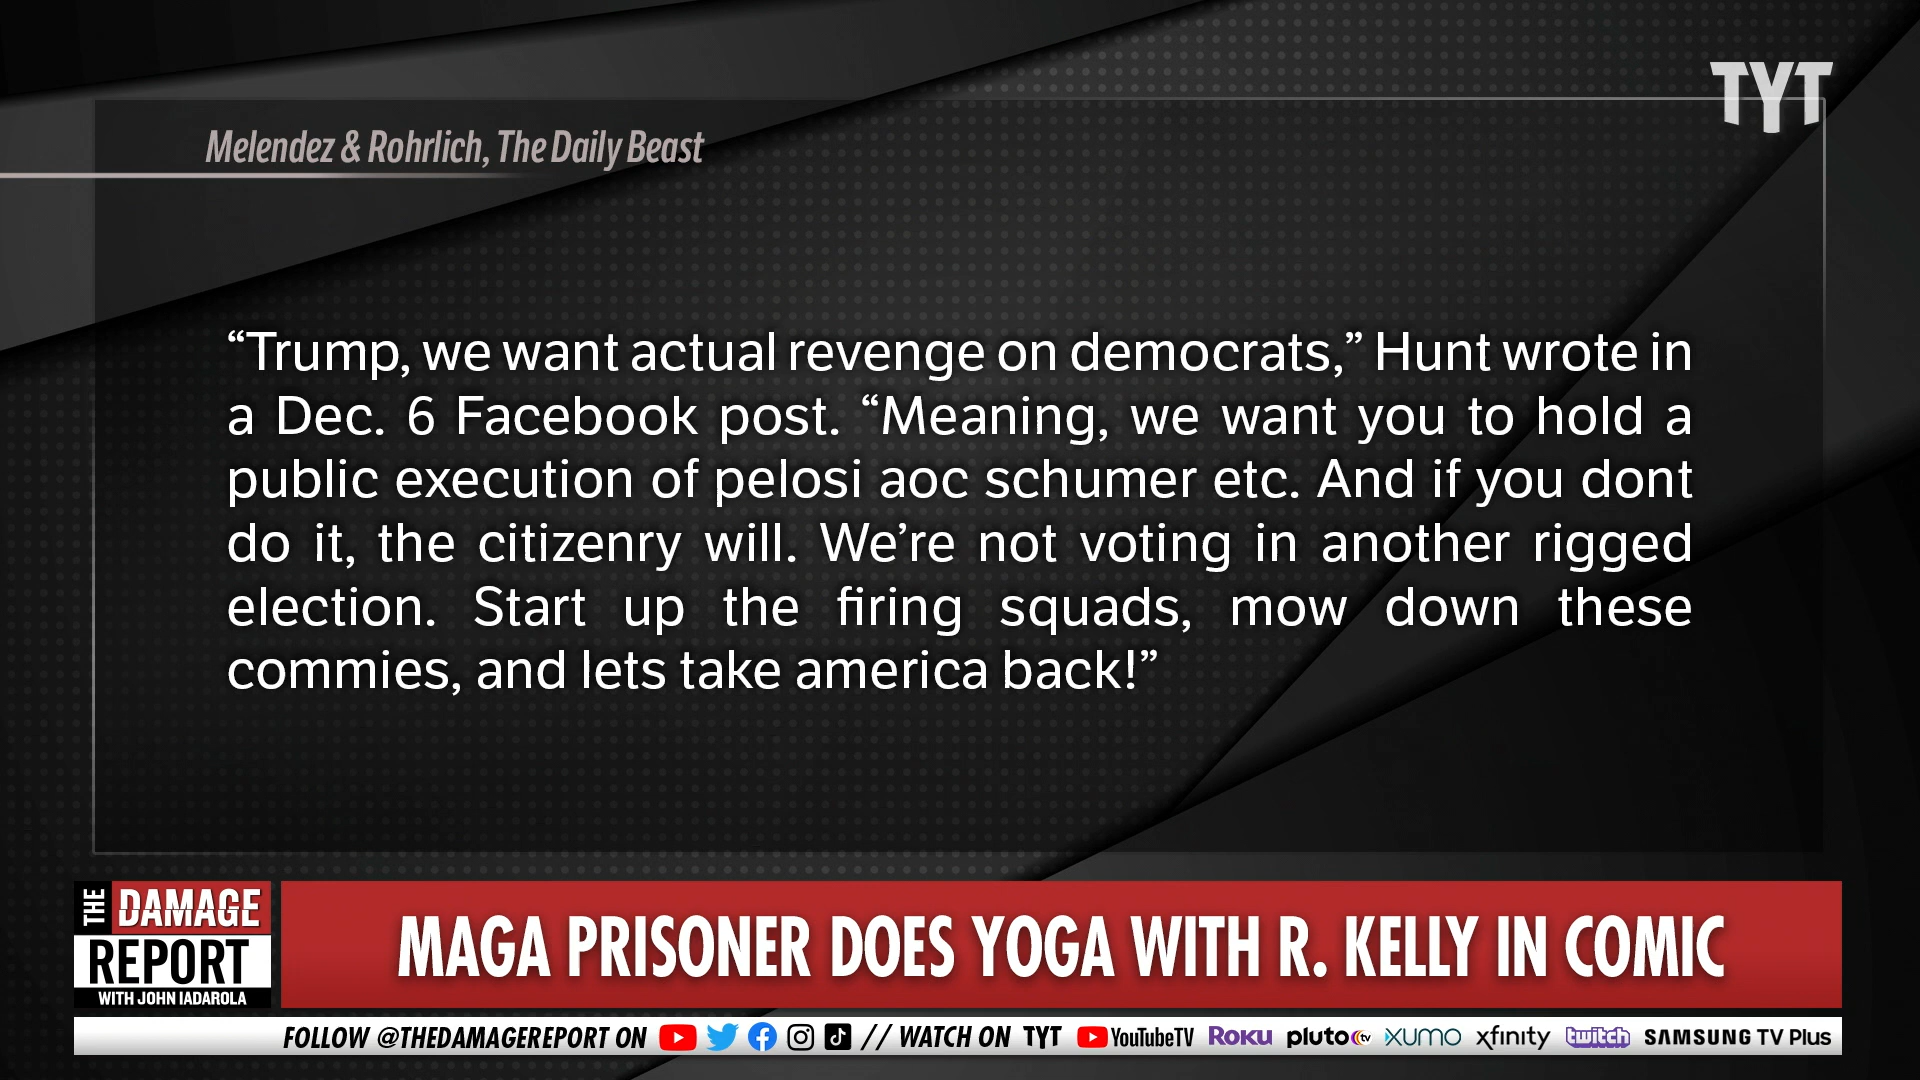 TYT
Melendez & Rohrlich, The Daily Beast
“Trump, we want actual revenge on democrats,” Hunt wrote in
a Dec. 6 Facebook post. “Meaning, we want you to hold a
public execution of pelosi aoc schumer etc. And if you dont
do it, the citizenry will. We’re not voting in another rigged
election. Start up the firing squads, mow down these
commies, and lets take america back!”
THE DAMAGE
REPORT
WITH JOHN IADAROLA
MAGA PRISONER DOES YOGA WITH R. KELLY IN COMIC
FOLLOW @THEDAMAGEREPORT ON // WATCH ON TYT YouTubeTV ROKU pluto tv XUMO xfinity twitch SAMSUNG TV Plus